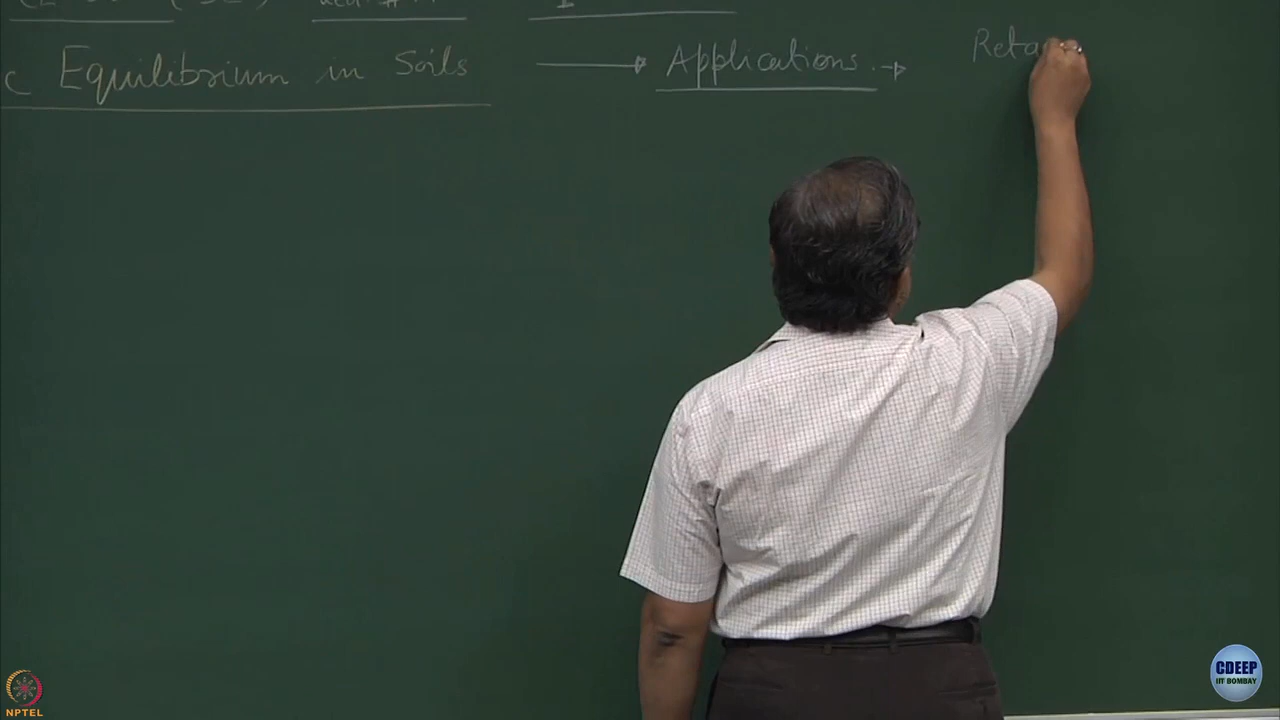 c Equilibrium in Soils → Applications. → Reta
CDEEP
IIT BOMBAY
NPTEL